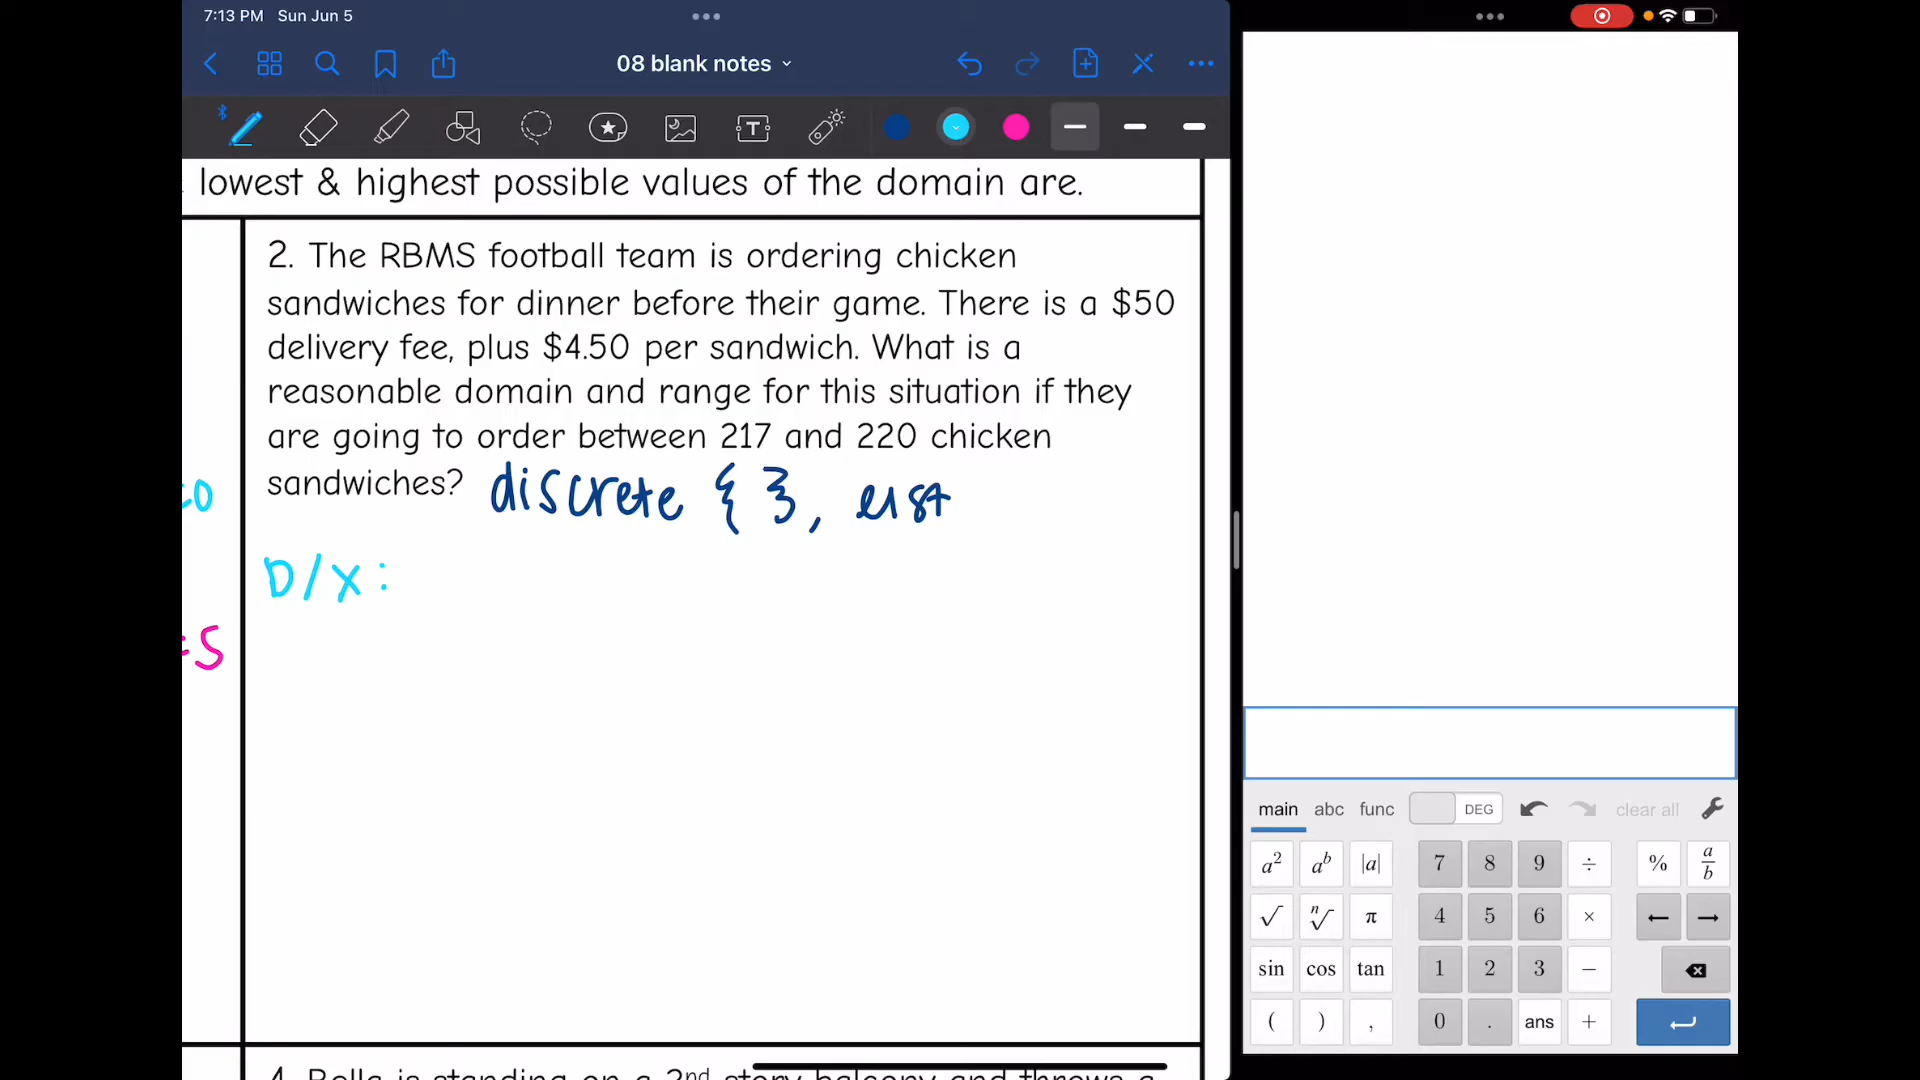 7:13 PM Sun Jun 5
08 blank notes
T
lowest & highest possible values of the domain are.
2. The RBMS football team is ordering chicken
sandwiches for dinner before their game. There is a $50
delivery fee, plus $4.50 per sandwich. What is a
reasonable domain and range for this situation if they
are going to order between 217 and 220 chicken
sandwiches? discrete { }, list
D/X:
main abc func DEG clear all
a² aᵇ |a| 7 8 9 ÷ % a/b
√ ⁿ√ π 4 5 6 × ← →
sin cos tan 1 2 3 −
( ) , 0 . ans +